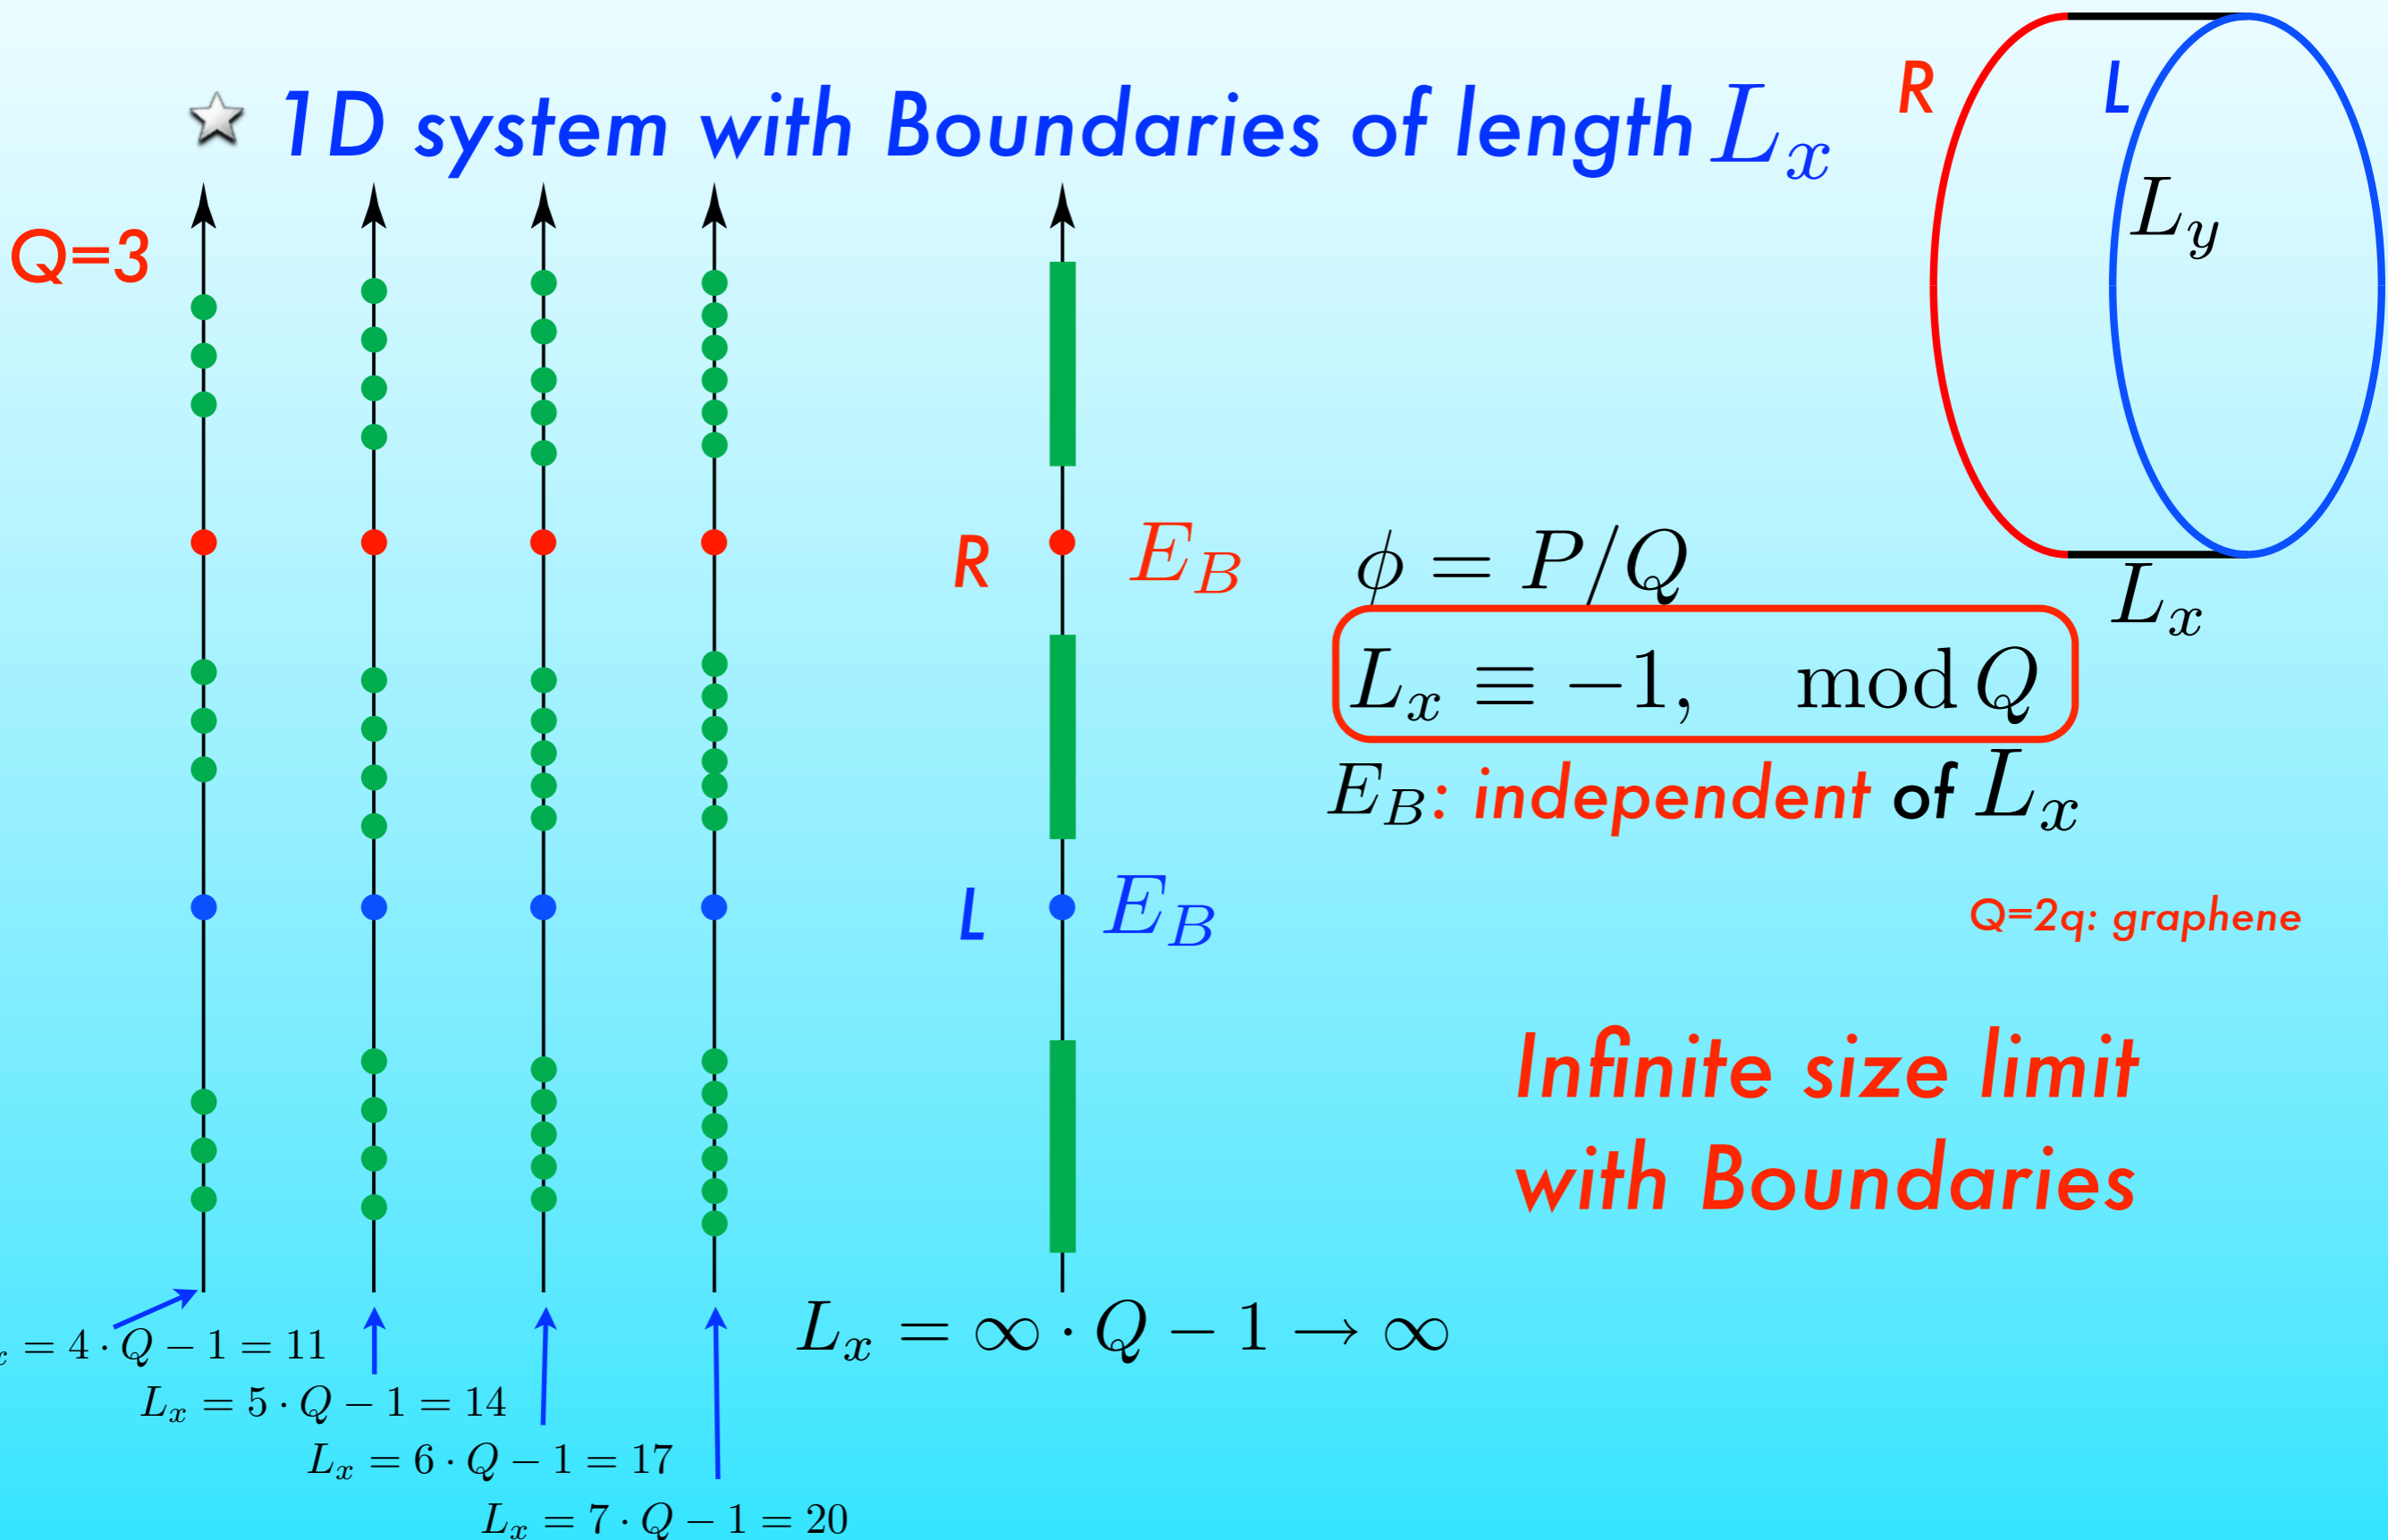 1D system with Boundaries of length L_x
R
L
L_y
Q=3
R
E_B
ϕ = P/Q
L_x
L_x ≡ −1, mod Q
E_B: independent of L_x
L
E_B
Q=2q: graphene
Infinite size limit
with Boundaries
L_x = ∞ · Q − 1 → ∞
x = 4 · Q − 1 = 11
L_x = 5 · Q − 1 = 14
L_x = 6 · Q − 1 = 17
L_x = 7 · Q − 1 = 20